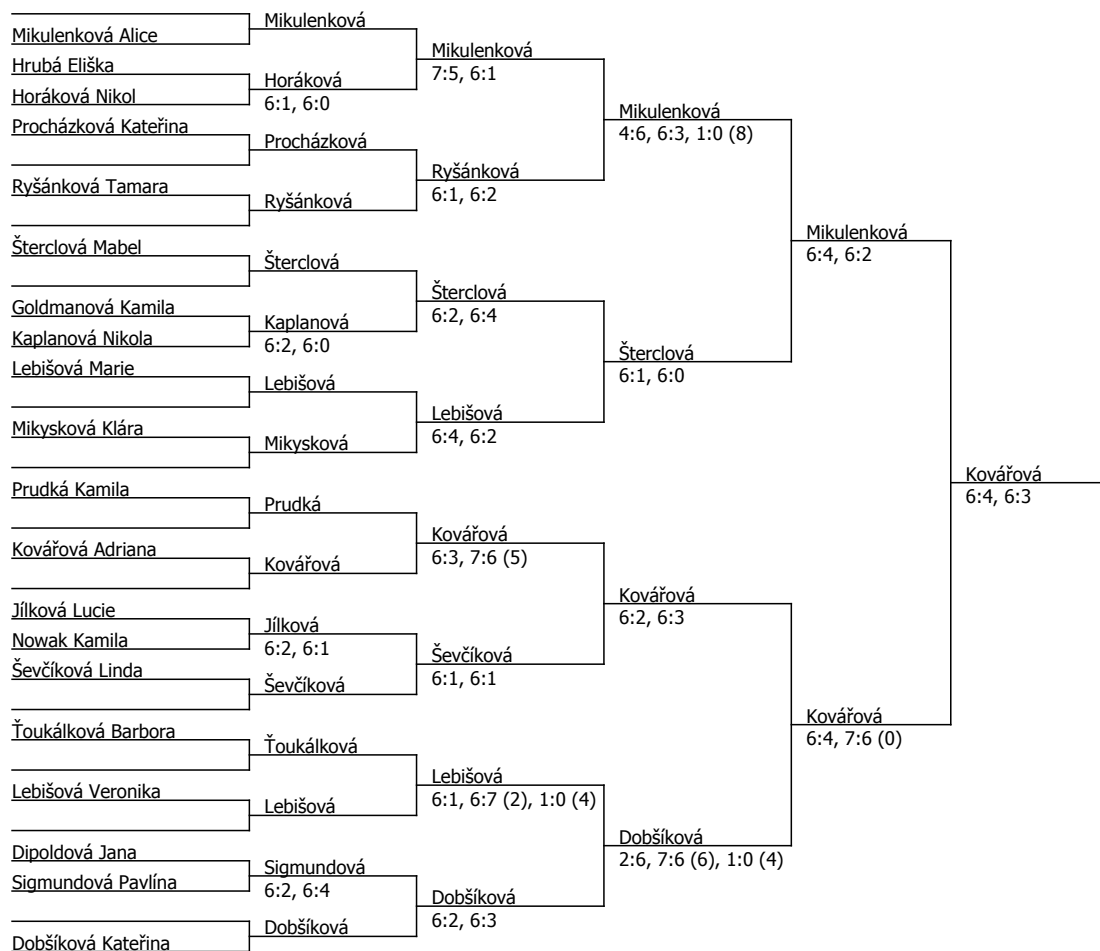 Mikulenková Alice
Hrubá Eliška
Horáková Nikol
Procházková Kateřina
Ryšánková Tamara
Šterclová Mabel
Goldmanová Kamila
Kaplanová Nikola
Lebišová Marie
Mikysková Klára
Prudká Kamila
Kovářová Adriana
Jílková Lucie
Nowak Kamila
Ševčíková Linda
Ťoukálková Barbora
Lebišová Veronika
Dipoldová Jana
Sigmundová Pavlína
Dobšíková Kateřina
Mikulenková
Horáková
6:1, 6:0
Procházková
Ryšánková
Šterclová
Kaplanová
6:2, 6:0
Lebišová
Mikysková
Prudká
Kovářová
Jílková
6:2, 6:1
Ševčíková
Ťoukálková
Lebišová
Sigmundová
6:2, 6:4
Dobšíková
Mikulenková
7:5, 6:1
Ryšánková
6:1, 6:2
Šterclová
6:2, 6:4
Lebišová
6:4, 6:2
Kovářová
6:3, 7:6 (5)
Ševčíková
6:1, 6:1
Lebišová
6:1, 6:7 (2), 1:0 (4)
Dobšíková
6:2, 6:3
Mikulenková
4:6, 6:3, 1:0 (8)
Šterclová
6:1, 6:0
Kovářová
6:2, 6:3
Dobšíková
2:6, 7:6 (6), 1:0 (4)
Mikulenková
6:4, 6:2
Kovářová
6:4, 7:6 (0)
Kovářová
6:4, 6:3